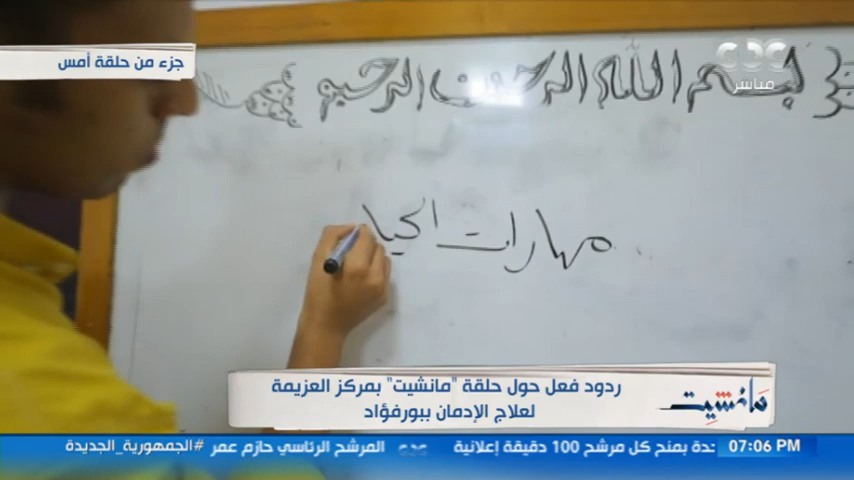 جزء من حلقة أمس
cbc
مباشر
بسم الله الرحمن الرحيم
مهارات الحيا
ردود فعل حول حلقة "مانشيت" بمركز العزيمة
لعلاج الإدمان ببورفؤاد
مانشيت
07:06 PM
حدة بمنح كل مرشح 100 دقيقة إعلانية cbc المرشح الرئاسي حازم عمر #الجمهورية_الجديدة